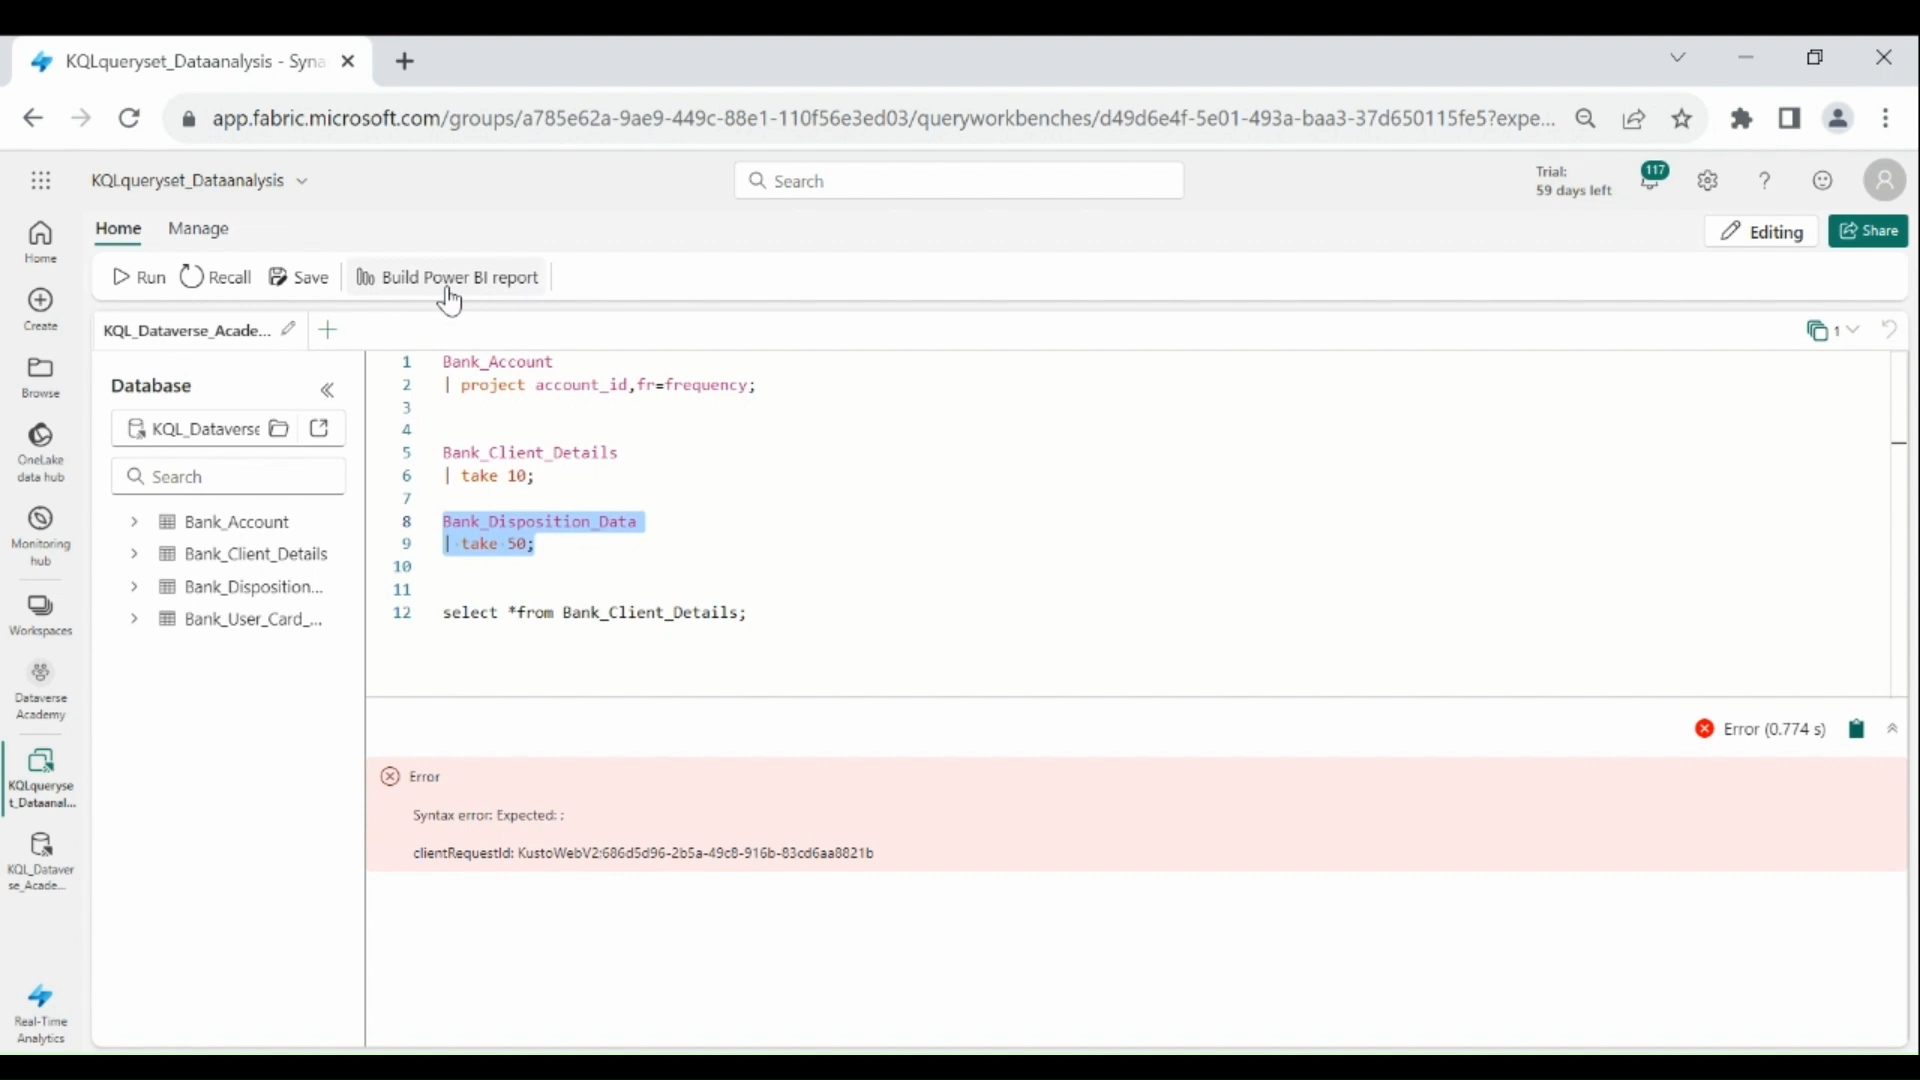 KQLqueryset_Dataanalysis - Syna
app.fabric.microsoft.com/groups/a785e62a-9ae9-449c-88e1-110f56e3ed03/queryworkbenches/d49d6e4f-5e01-493a-baa3-37d650115fe5?expe...
KQLqueryset_Dataanalysis
Search
Trial:
59 days left
117
Home
Manage
Editing
Share
Run
Recall
Save
Build Power BI report
KQL_Dataverse_Acade...
1
Home
Create
Browse
OneLake
data hub
Monitoring
hub
Workspaces
Dataverse
Academy
KQLqueryse
t_Dataanal...
KQL_Dataver
se_Acade...
Real-Time
Analytics
Database
KQL_Dataverse
Search
Bank_Account
Bank_Client_Details
Bank_Disposition...
Bank_User_Card_...
1 Bank_Account
2 | project account_id,fr=frequency;
3
4
5 Bank_Client_Details
6 | take 10;
7
8 Bank_Disposition_Data
9 | take 50;
10
11
12 select *from Bank_Client_Details;
Error (0.774 s)
Error
Syntax error: Expected: ;
clientRequestId: KustoWebV2:686d5d96-2b5a-49c8-916b-83cd6aa8821b